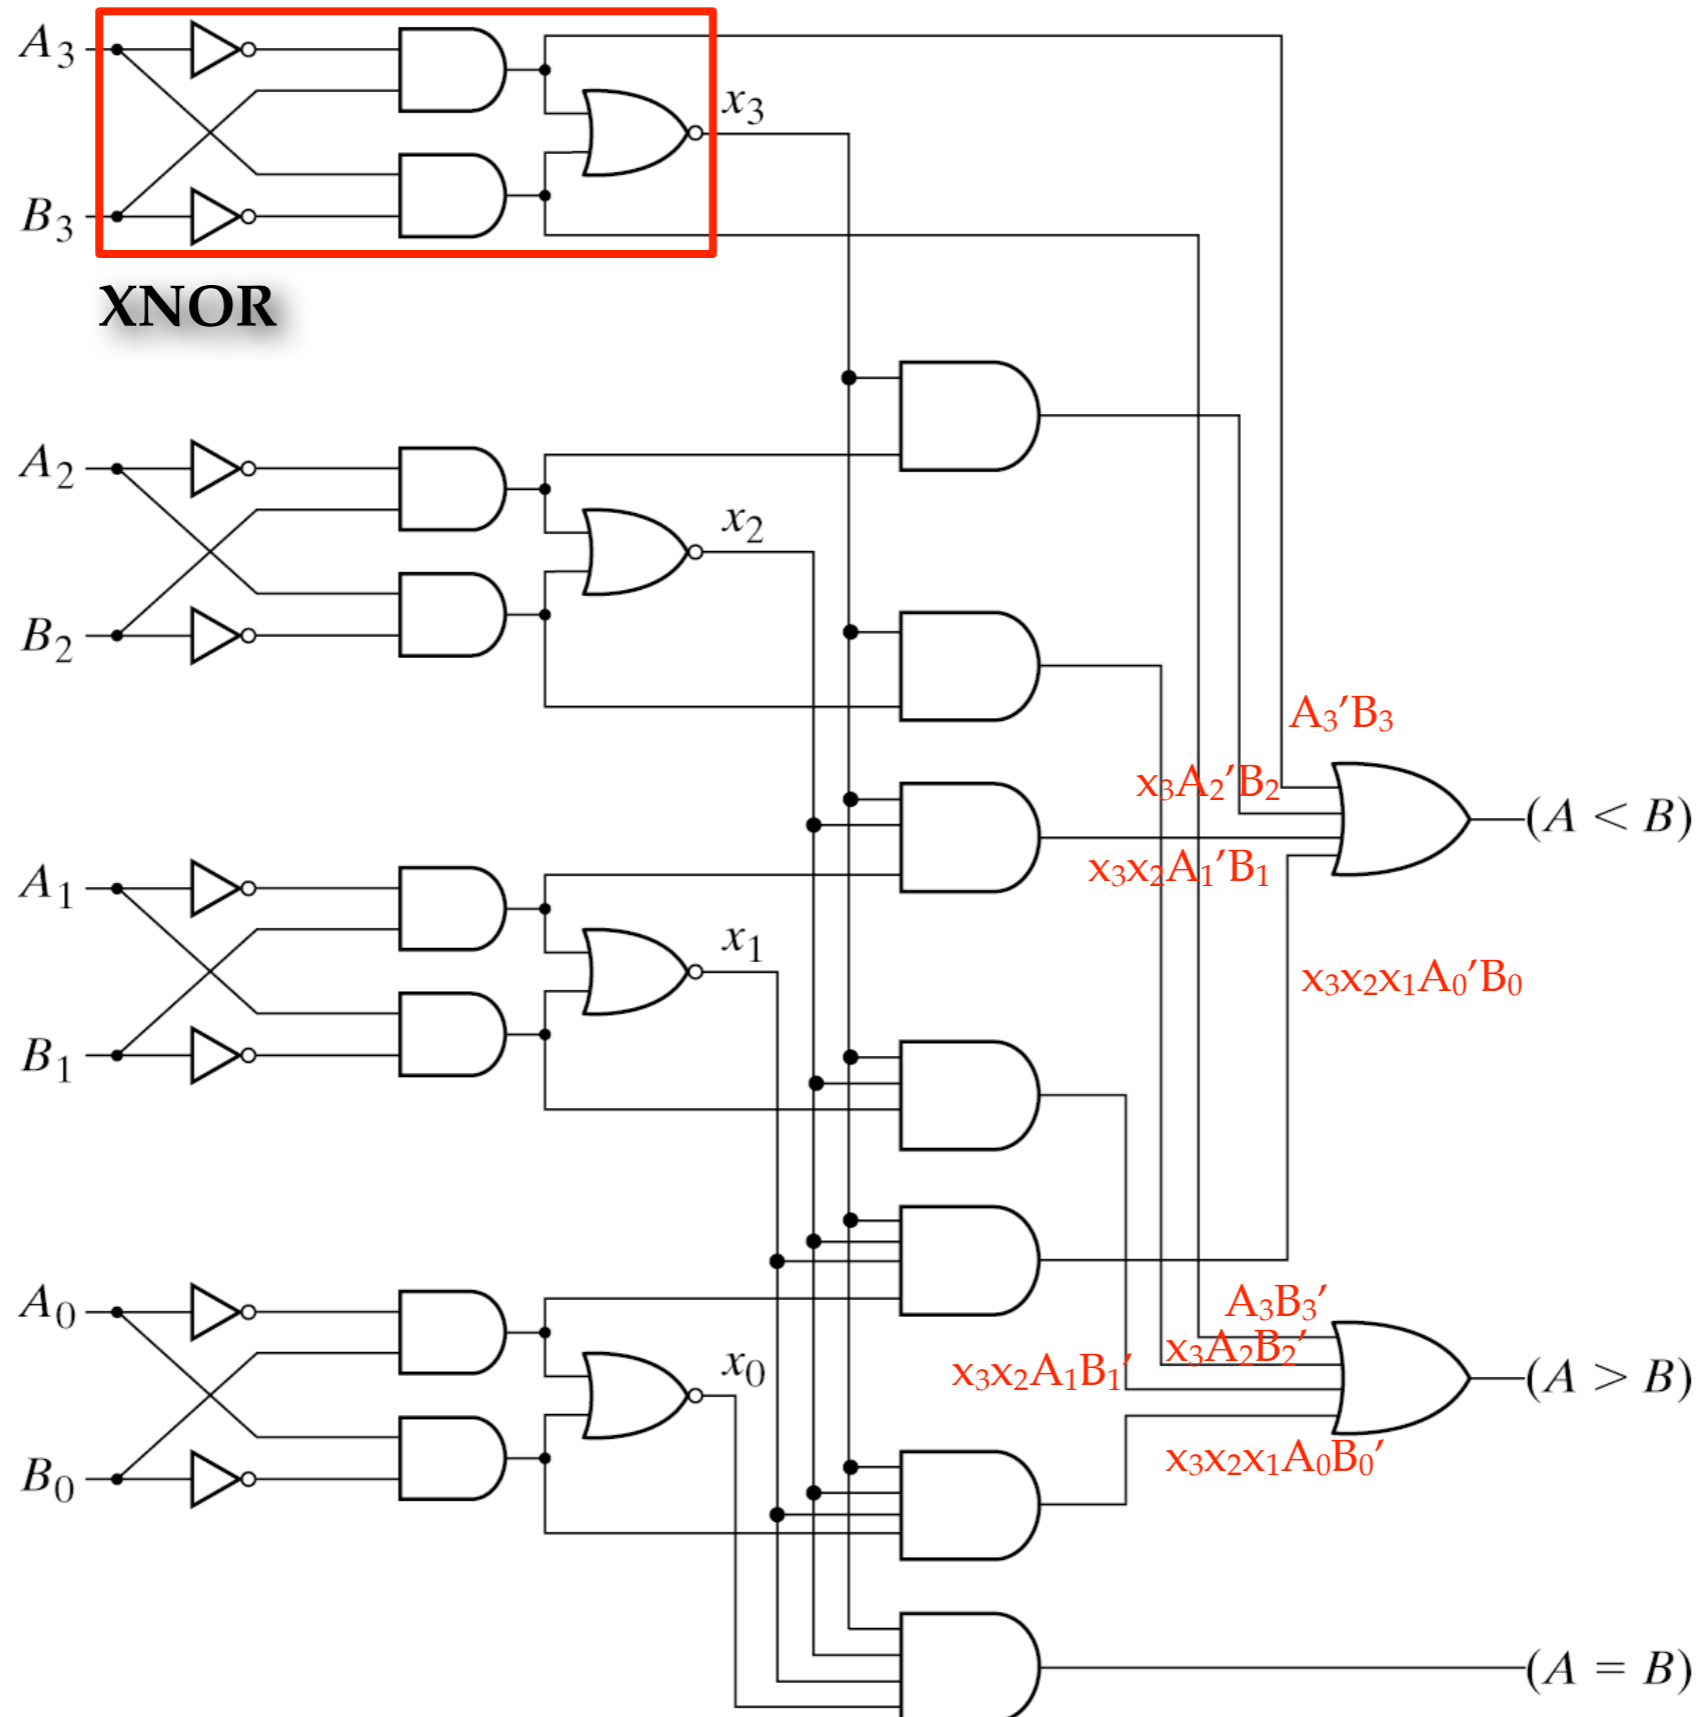 A₃
x₃
B₃
XNOR
A₂
x₂
B₂
A₃′B₃
x₃A₂′B₂
(A < B)
x₃x₂A₁′B₁
A₁
x₁
x₃x₂x₁A₀′B₀
B₁
A₀
A₃B₃′
x₃A₂B₂′
x₃x₂A₁B₁′
x₀
(A > B)
x₃x₂x₁A₀B₀′
B₀
(A = B)